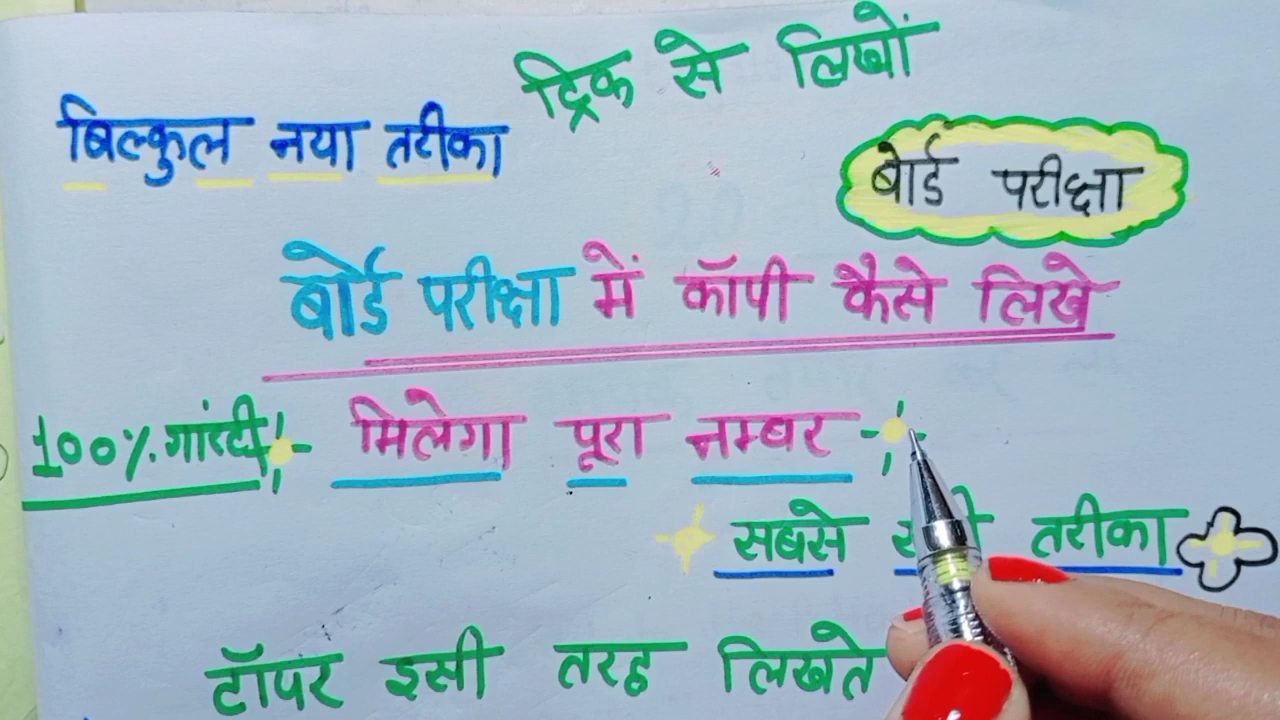 ट्रिक से लिखों
बिल्कुल नया तरीका
बोर्ड परीक्षा
बोर्ड परीक्षा में कॉपी कैसे लिखे
100% गारंटी मिलेगा पूरा नम्बर
सबसे तरीका
टॉपर इसी तरह लिखते